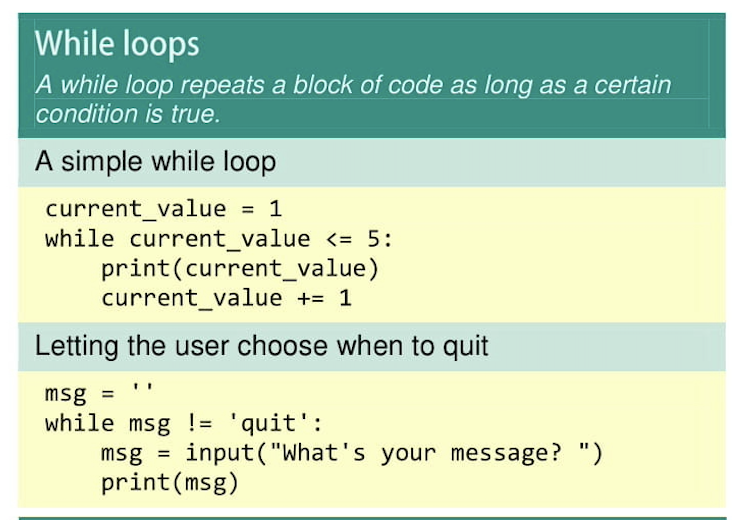 While loops
A while loop repeats a block of code as long as a certain
condition is true.
A simple while loop
current_value = 1
while current_value <= 5:
    print(current_value)
    current_value += 1
Letting the user choose when to quit
msg = ''
while msg != 'quit':
    msg = input("What's your message? ")
    print(msg)